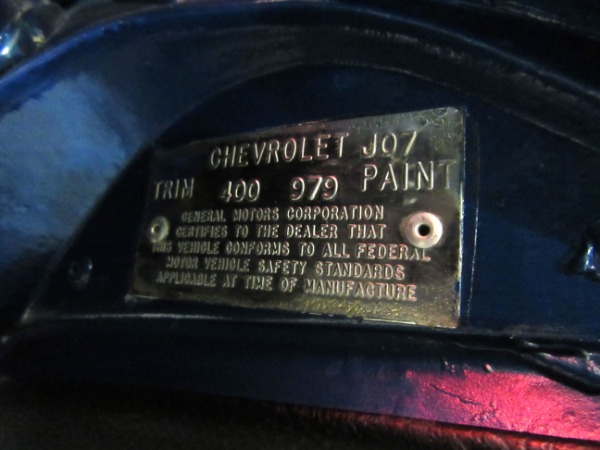 CHEVROLET J07
TRIM 400 979 PAINT
GENERAL MOTORS CORPORATION
CERTIFIES TO THE DEALER THAT
THIS VEHICLE CONFORMS TO ALL FEDERAL
MOTOR VEHICLE SAFETY STANDARDS
APPLICABLE AT TIME OF MANUFACTURE